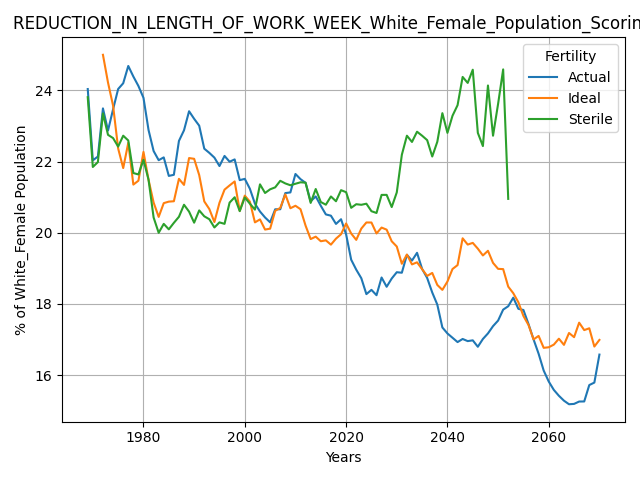 REDUCTION_IN_LENGTH_OF_WORK_WEEK_White_Female_Population_Scorin
Fertility
Actual
Ideal
Sterile
% of White_Female Population
24
22
20
18
16
1980 2000 2020 2040 2060
Years